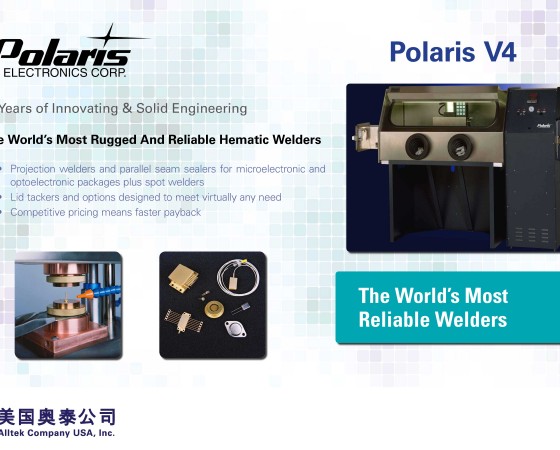 Polaris
ELECTRONICS CORP.
Polaris V4
Years of Innovating & Solid Engineering
e World's Most Rugged And Reliable Hematic Welders
Projection welders and parallel seam sealers for microelectronic and
optoelectronic packages plus spot welders
Lid tackers and options designed to meet virtually any need
Competitive pricing means faster payback
The World's Most
Reliable Welders
美国奥泰公司
Alltek Company USA, Inc.